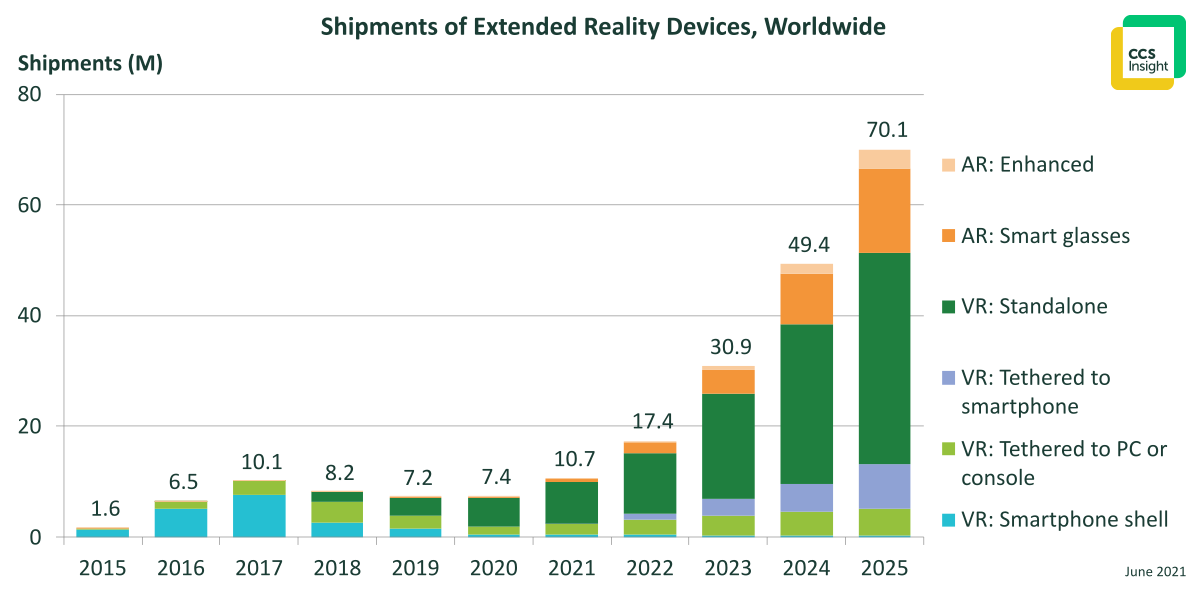 Shipments of Extended Reality Devices, Worldwide
CCS
Insight
Shipments (M)
80
60
40
20
0
1.6
6.5
10.1
8.2
7.2
7.4
10.7
17.4
30.9
49.4
70.1
2015
2016
2017
2018
2019
2020
2021
2022
2023
2024
2025
AR: Enhanced
AR: Smart glasses
VR: Standalone
VR: Tethered to
smartphone
VR: Tethered to PC or
console
VR: Smartphone shell
June 2021